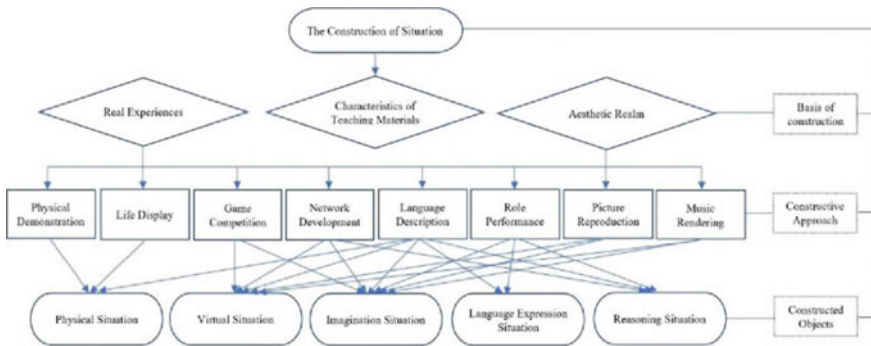 The Construction of Situation
Real Experiences
Characteristics of
Teaching Materials
Aesthetic Realm
Basis of
construction
Physical
Demonstration
Life Display
Game
Competition
Network
Development
Language
Description
Role
Performance
Picture
Reproduction
Music
Rendering
Constructive
Approach
Physical Situation
Virtual Situation
Imagination Situation
Language Expression
Situation
Reasoning Situation
Constructed
Objects